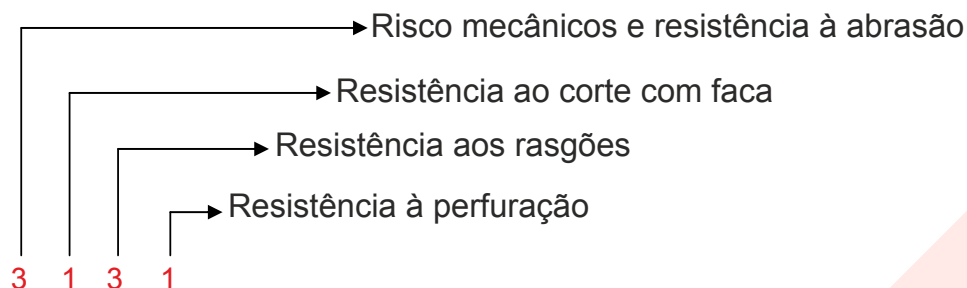 Risco mecânicos e resistência à abrasão
Resistência ao corte com faca
Resistência aos rasgões
Resistência à perfuração
3 1 3 1